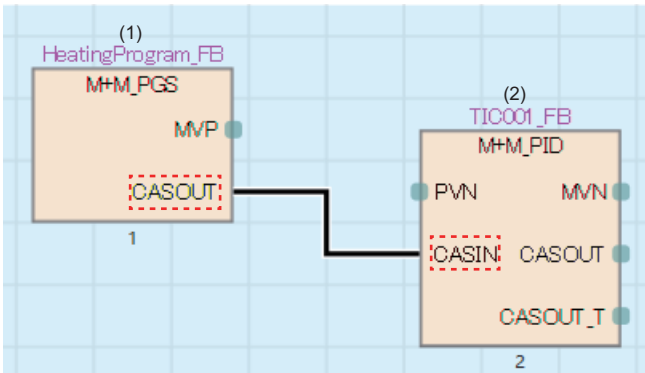 (1)
HeatingProgram_FB
M+M_PGS
MVP
CASOUT
1
(2)
TIC001_FB
M+M_PID
PVN MVN
CASIN CASOUT
CASOUT_T
2